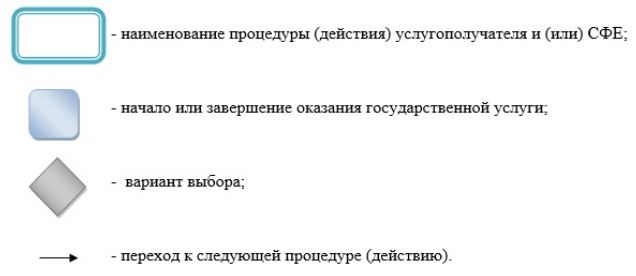 - наименование процедуры (действия) услугополучателя и (или) СФЕ;
- начало или завершение оказания государственной услуги;
- вариант выбора;
- переход к следующей процедуре (действию).